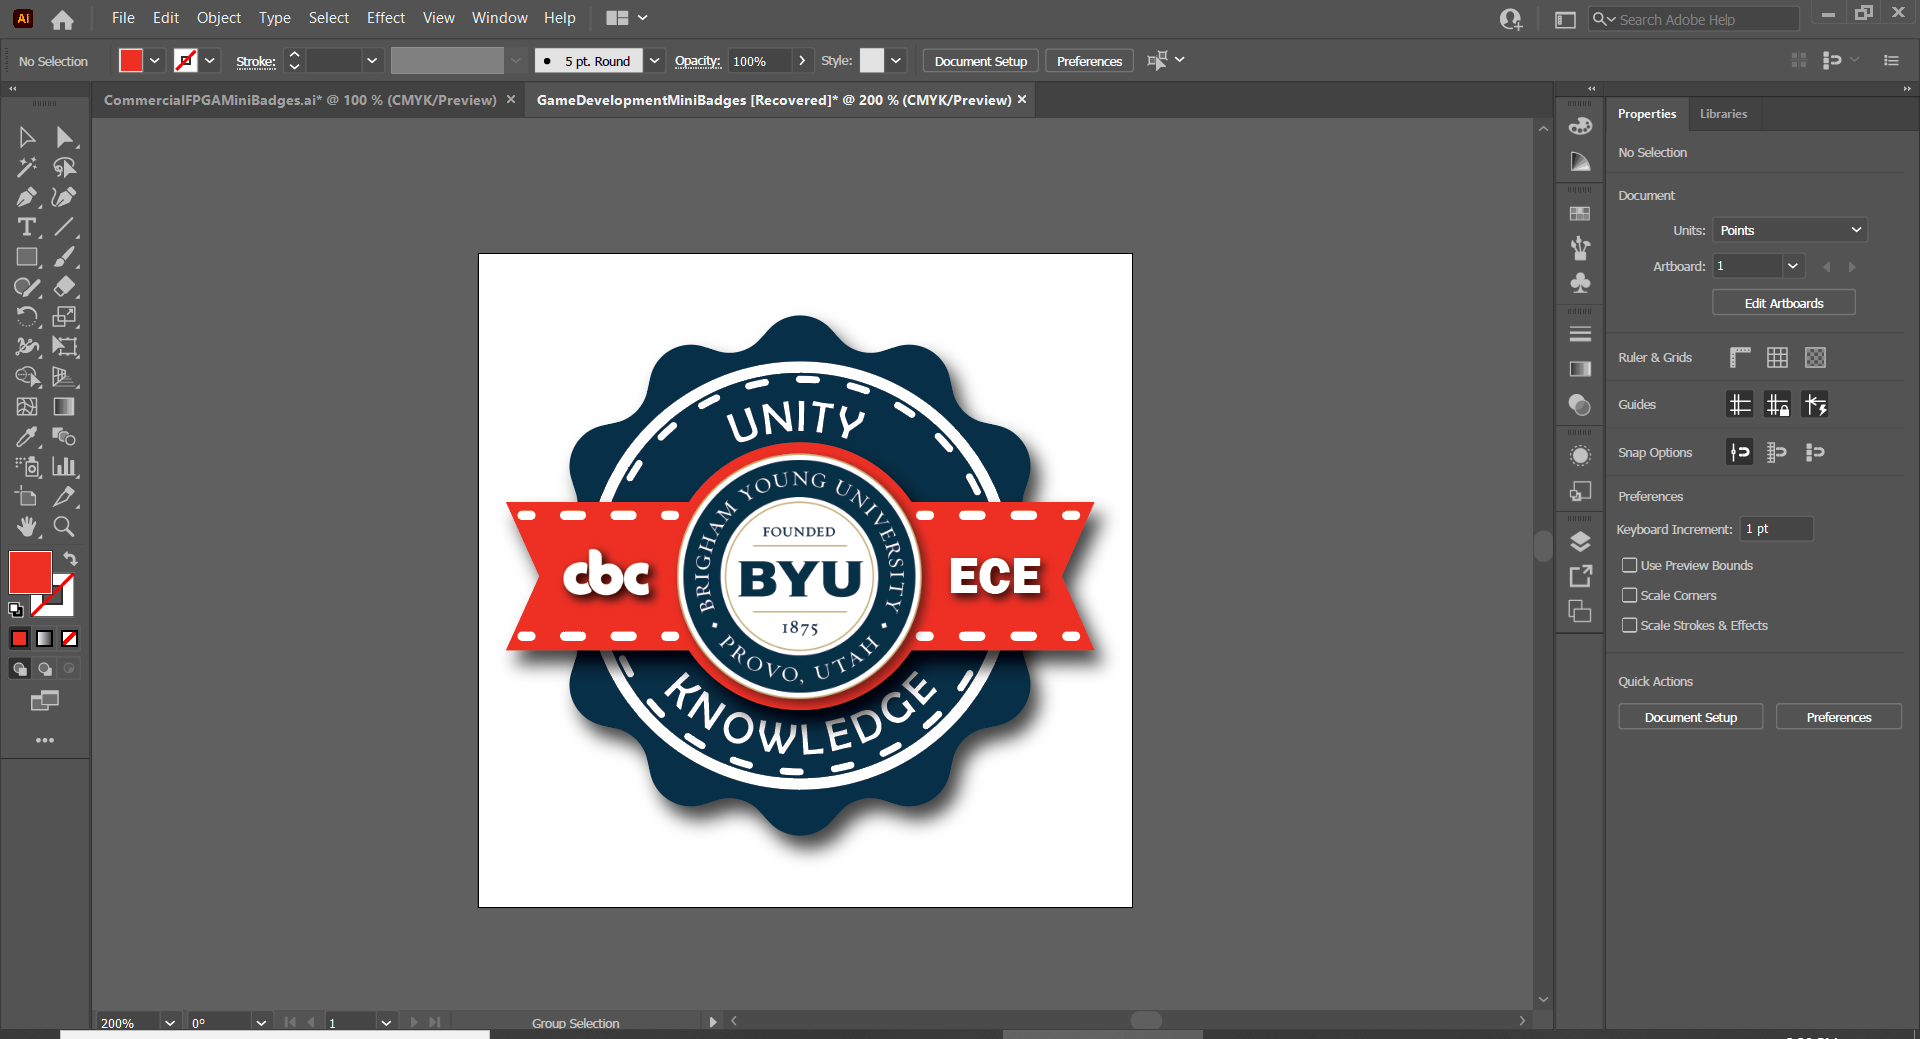 Ai File Edit Object Type Select Effect View Window Help Search Adobe Help
No Selection Stroke: 5 pt. Round Opacity: 100% Style: Document Setup Preferences
CommercialFPGAMiniBadges.ai* @ 100 % (CMYK/Preview) × GameDevelopmentMiniBadges [Recovered]* @ 200 % (CMYK/Preview) ×
Properties Libraries
No Selection
Document
Units: Points
Artboard: 1
Edit Artboards
Ruler & Grids
Guides
Snap Options
Preferences
Keyboard Increment: 1 pt
Use Preview Bounds
Scale Corners
Scale Strokes & Effects
Quick Actions
Document Setup Preferences
UNITY
BRIGHAM YOUNG UNIVERSITY
FOUNDED
cbc BYU ECE
1875
• PROVO, UTAH •
KNOWLEDGE
200% 0° 1 Group Selection